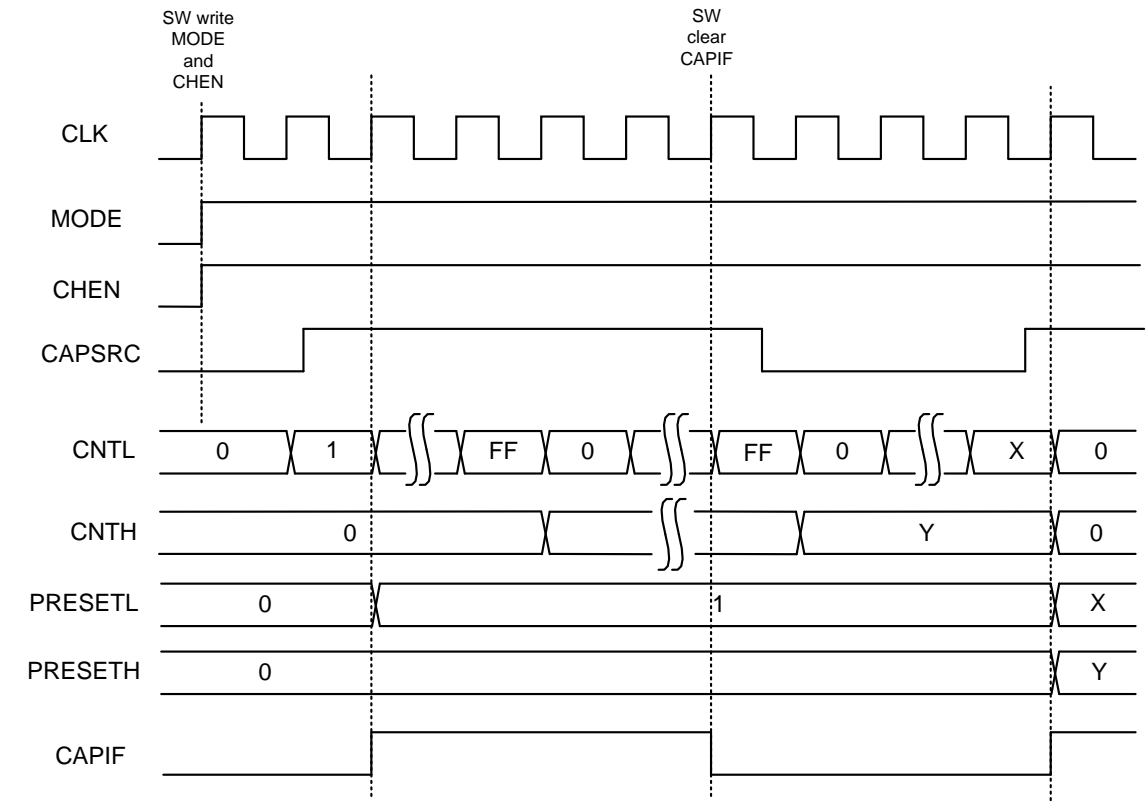 SW write
MODE
and
CHEN
SW
clear
CAPIF
CLK
MODE
CHEN
CAPSRC
CNTL 0 1 FF 0 FF 0 X 0
CNTH 0 Y 0
PRESETL 0 1 X
PRESETH 0 Y
CAPIF